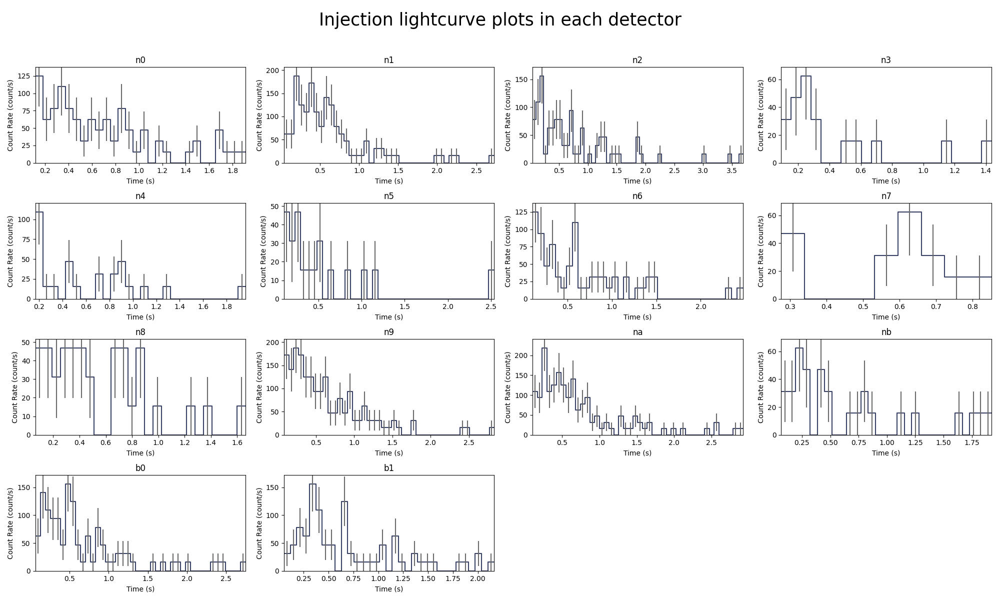 Injection lightcurve plots in each detector
n0
n1
n2
n3
125
100
75
50
25
0
Count Rate (count/s)
0.2 0.4 0.6 0.8 1.0 1.2 1.4 1.6 1.8
Time (s)
200
150
100
50
0
Count Rate (count/s)
0.5 1.0 1.5 2.0 2.5
Time (s)
150
100
50
0
Count Rate (count/s)
0.5 1.0 1.5 2.0 2.5 3.0 3.5
Time (s)
60
40
20
0
Count Rate (count/s)
0.2 0.4 0.6 0.8 1.0 1.2 1.4
Time (s)
n4
n5
n6
n7
100
75
50
25
0
Count Rate (count/s)
0.2 0.4 0.6 0.8 1.0 1.2 1.4 1.6 1.8
Time (s)
50
40
30
20
10
0
Count Rate (count/s)
0.5 1.0 1.5 2.0 2.5
Time (s)
125
100
75
50
25
0
Count Rate (count/s)
0.5 1.0 1.5 2.0
Time (s)
60
40
20
0
Count Rate (count/s)
0.3 0.4 0.5 0.6 0.7 0.8
Time (s)
n8
n9
na
nb
50
40
30
20
10
0
Count Rate (count/s)
0.2 0.4 0.6 0.8 1.0 1.2 1.4 1.6
Time (s)
200
150
100
50
0
Count Rate (count/s)
0.5 1.0 1.5 2.0 2.5
Time (s)
200
150
100
50
0
Count Rate (count/s)
0.5 1.0 1.5 2.0 2.5
Time (s)
60
40
20
0
Count Rate (count/s)
0.25 0.50 0.75 1.00 1.25 1.50 1.75
Time (s)
b0
b1
150
100
50
0
Count Rate (count/s)
0.5 1.0 1.5 2.0 2.5
Time (s)
150
100
50
0
Count Rate (count/s)
0.25 0.50 0.75 1.00 1.25 1.50 1.75 2.00
Time (s)